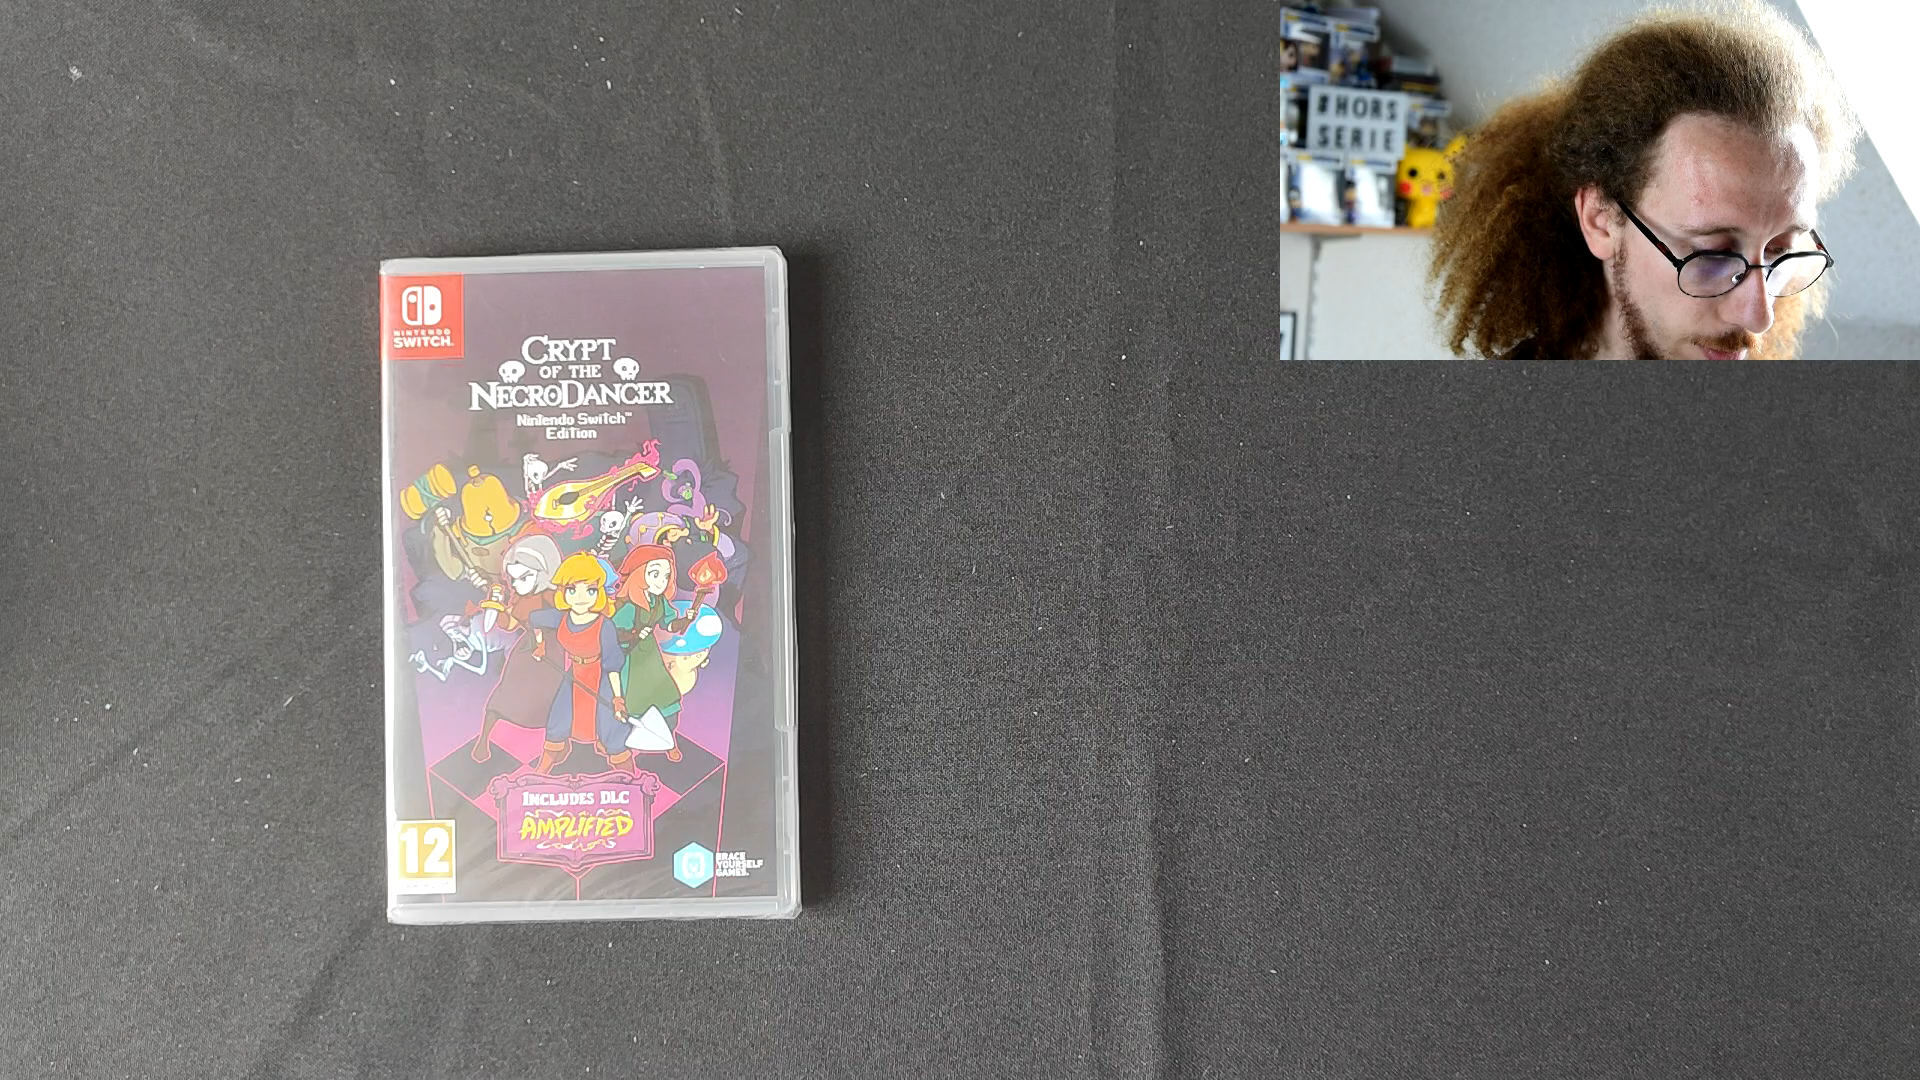 NINTENDO
SWITCH
CRYPT
OF THE
NECRODANCER
Nintendo Switch™
Edition
INCLUDES DLC
AMPLIFIED
12
BRACE
YOURSELF
GAMES.
#HORS
SERIE